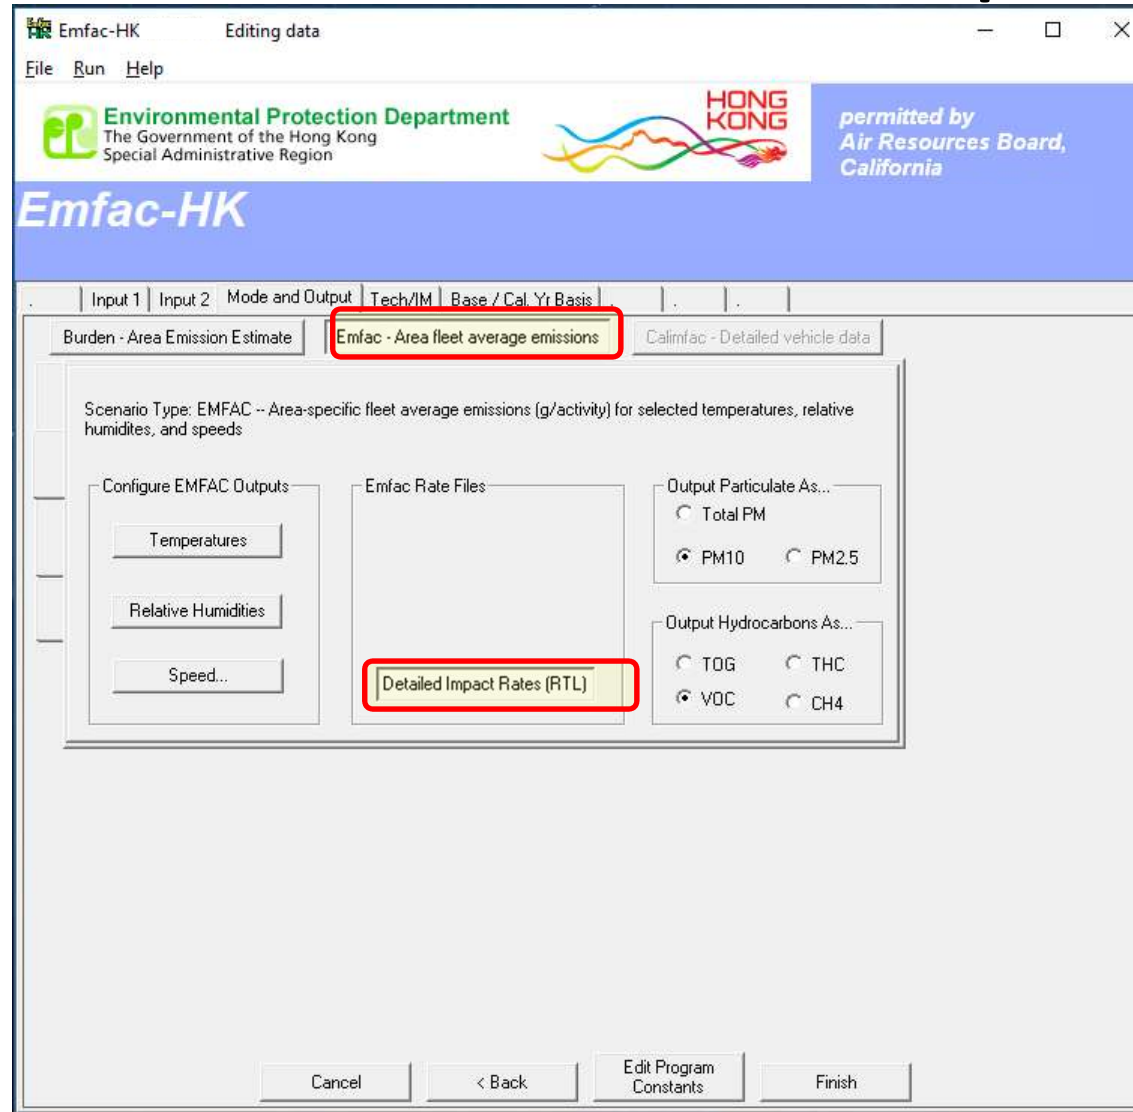 Emfac-HK Editing data
File Run Help
Environmental Protection Department
The Government of the Hong Kong
Special Administrative Region
HONG
KONG
permitted by
Air Resources Board,
California
Emfac-HK
. Input 1 Input 2 Mode and Output Tech/IM Base / Cal. Yr Basis . . .
Burden - Area Emission Estimate Emfac - Area fleet average emissions Calimfac - Detailed vehicle data
Scenario Type: EMFAC -- Area-specific fleet average emissions (g/activity) for selected temperatures, relative
humidites, and speeds
Configure EMFAC Outputs
Temperatures
Relative Humidities
Speed...
Emfac Rate Files
Detailed Impact Rates (RTL)
Output Particulate As...
Total PM
PM10 PM2.5
Output Hydrocarbons As...
TOG THC
VOC CH4
Cancel < Back Edit Program
Constants Finish